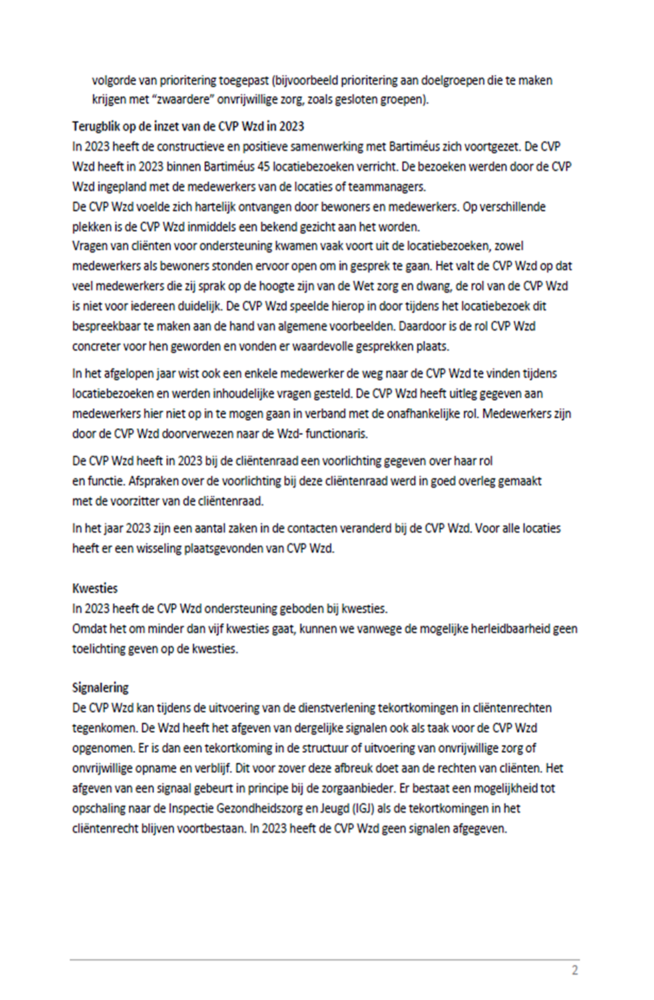 volgorde van prioritering toegepast (bijvoorbeeld prioritering aan doelgroepen die te maken
krijgen met “zwaardere” onvrijwillige zorg, zoals gesloten groepen).
Terugblik op de inzet van de CVP Wzd in 2023
In 2023 heeft de constructieve en positieve samenwerking met Bartiméus zich voortgezet. De CVP
Wzd heeft in 2023 binnen Bartiméus 45 locatiebezoeken verricht. De bezoeken werden door de CVP
Wzd ingepland met de medewerkers van de locaties of teammanagers.
De CVP Wzd voelde zich hartelijk ontvangen door bewoners en medewerkers. Op verschillende
plekken is de CVP Wzd inmiddels een bekend gezicht aan het worden.
Vragen van cliënten voor ondersteuning kwamen vaak voort uit de locatiebezoeken, zowel
medewerkers als bewoners stonden ervoor open om in gesprek te gaan. Het valt de CVP Wzd op dat
veel medewerkers die zij sprak op de hoogte zijn van de Wet zorg en dwang, de rol van de CVP Wzd
is niet voor iedereen duidelijk. De CVP Wzd speelde hierop in door tijdens het locatiebezoek dit
bespreekbaar te maken aan de hand van algemene voorbeelden. Daardoor is de rol CVP Wzd
concreter voor hen geworden en vonden er waardevolle gesprekken plaats.
In het afgelopen jaar wist ook een enkele medewerker de weg naar de CVP Wzd te vinden tijdens
locatiebezoeken en werden inhoudelijke vragen gesteld. De CVP Wzd heeft uitleg gegeven aan
medewerkers hier niet op in te mogen gaan in verband met de onafhankelijke rol. Medewerkers zijn
door de CVP Wzd doorverwezen naar de Wzd- functionaris.
De CVP Wzd heeft in 2023 bij de cliëntenraad een voorlichting gegeven over haar rol
en functie. Afspraken over de voorlichting bij deze cliëntenraad werd in goed overleg gemaakt
met de voorzitter van de cliëntenraad.
In het jaar 2023 zijn een aantal zaken in de contacten veranderd bij de CVP Wzd. Voor alle locaties
heeft er een wisseling plaatsgevonden van CVP Wzd.
Kwesties
In 2023 heeft de CVP Wzd ondersteuning geboden bij kwesties.
Omdat het om minder dan vijf kwesties gaat, kunnen we vanwege de mogelijke herleidbaarheid geen
toelichting geven op de kwesties.
Signalering
De CVP Wzd kan tijdens de uitvoering van de dienstverlening tekortkomingen in cliëntenrechten
tegenkomen. De Wzd heeft het afgeven van dergelijke signalen ook als taak voor de CVP Wzd
opgenomen. Er is dan een tekortkoming in de structuur of uitvoering van onvrijwillige zorg of
onvrijwillige opname en verblijf. Dit voor zover deze afbreuk doet aan de rechten van cliënten. Het
afgeven van een signaal gebeurt in principe bij de zorgaanbieder. Er bestaat een mogelijkheid tot
opschaling naar de Inspectie Gezondheidszorg en Jeugd (IGJ) als de tekortkomingen in het
cliëntenrecht blijven voortbestaan. In 2023 heeft de CVP Wzd geen signalen afgegeven.
2